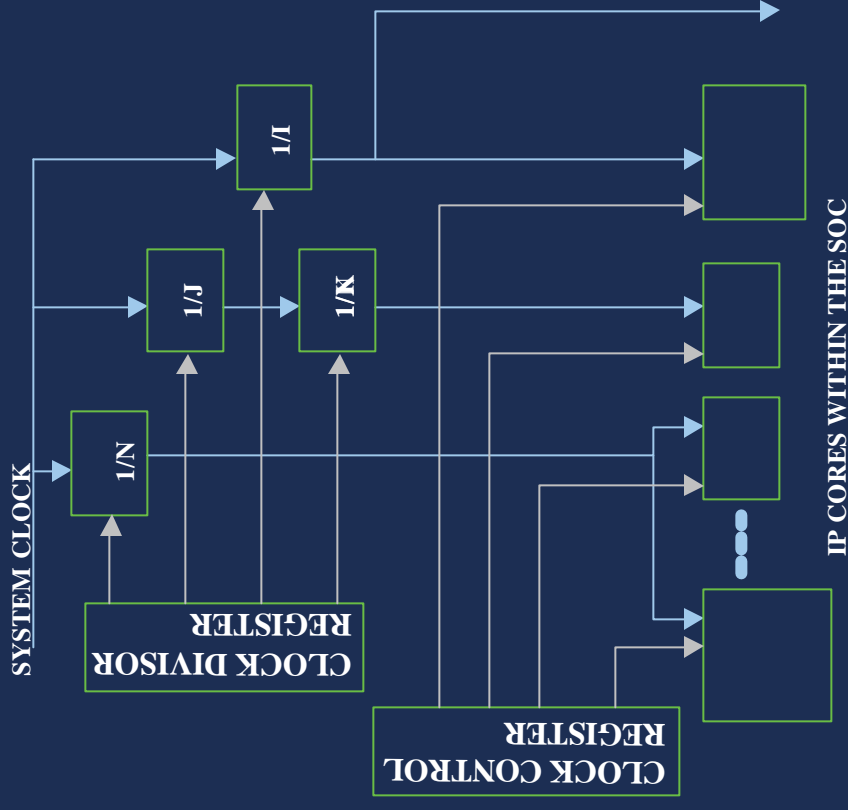 SYSTEM CLOCK
CLOCK DIVISOR
REGISTER
1/N
1/J
1/K
1/I
CLOCK CONTROL
REGISTER
IP CORES WITHIN THE SOC